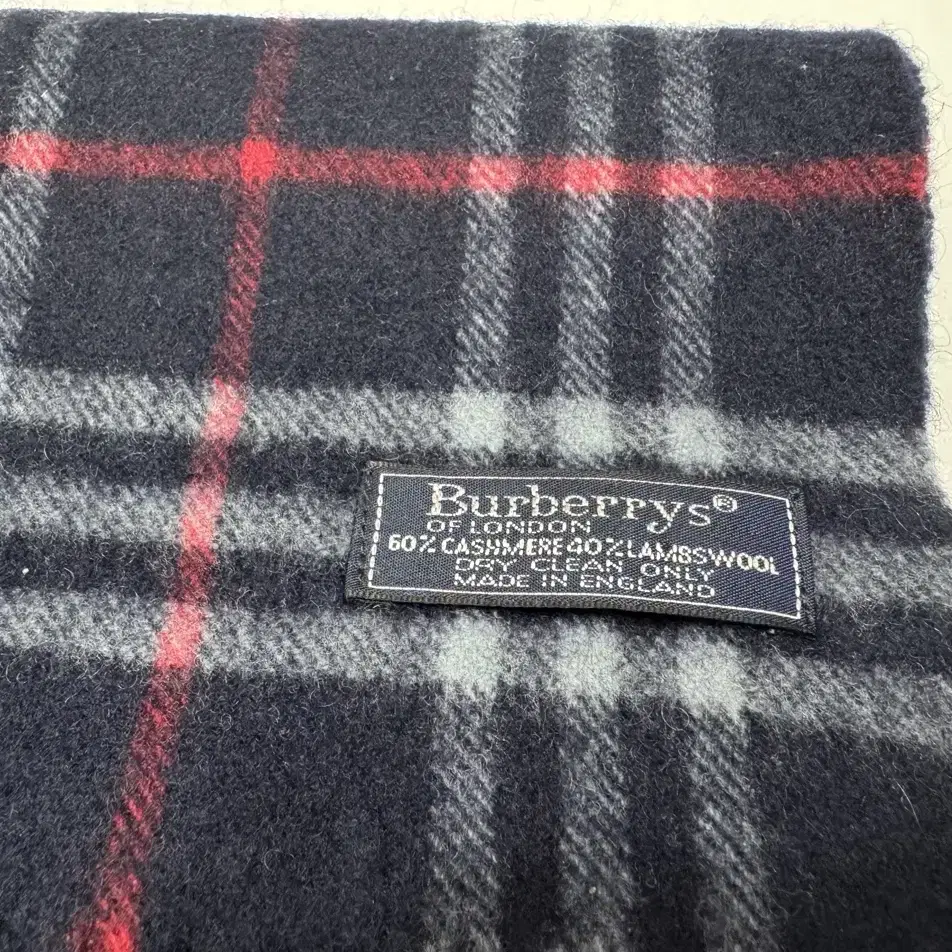 Burberrys®
OF LONDON
60% CASHMERE 40% LAMBSWOOL
DRY CLEAN ONLY
MADE IN ENGLAND